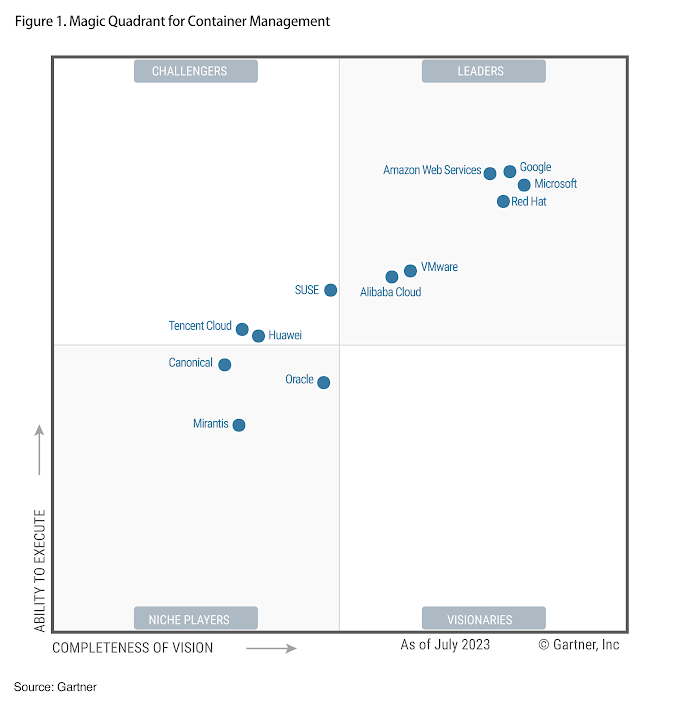 Figure 1. Magic Quadrant for Container Management
CHALLENGERS
LEADERS
Amazon Web Services
Google
Microsoft
Red Hat
VMware
Alibaba Cloud
SUSE
Tencent Cloud
Huawei
Canonical
Oracle
Mirantis
ABILITY TO EXECUTE
NICHE PLAYERS
VISIONARIES
COMPLETENESS OF VISION
As of July 2023
© Gartner, Inc
Source: Gartner